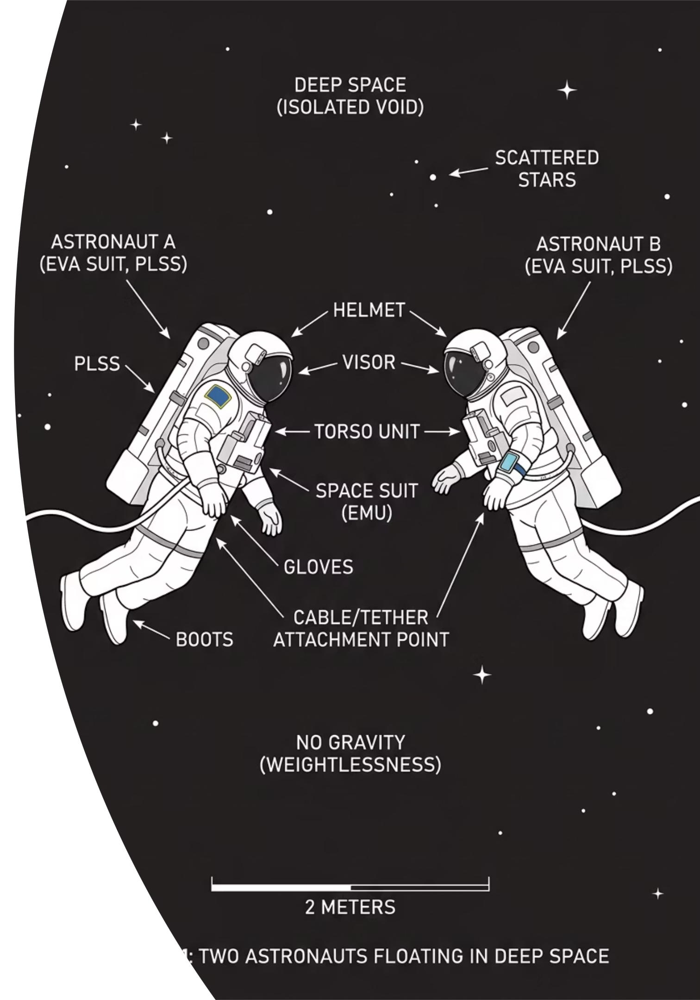 DEEP SPACE
(ISOLATED VOID)
SCATTERED
STARS
ASTRONAUT A
(EVA SUIT, PLSS)
ASTRONAUT B
(EVA SUIT, PLSS)
HELMET
PLSS
VISOR
TORSO UNIT
SPACE SUIT
(EMU)
GLOVES
CABLE/TETHER
ATTACHMENT POINT
BOOTS
NO GRAVITY
(WEIGHTLESSNESS)
2 METERS
1: TWO ASTRONAUTS FLOATING IN DEEP SPACE